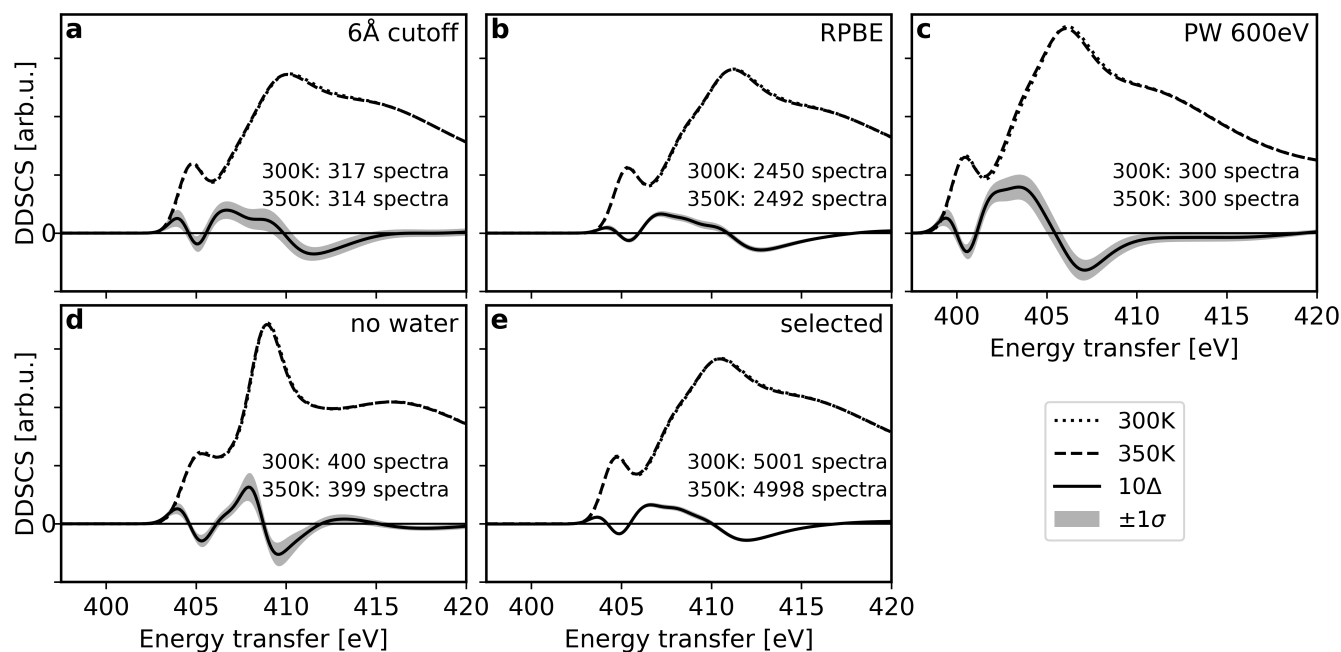 a
6Å cutoff
DDSCS [arb.u.]
0
300K: 317 spectra
350K: 314 spectra
b
RPBE
300K: 2450 spectra
350K: 2492 spectra
c
PW 600eV
300K: 300 spectra
350K: 300 spectra
400 405 410 415 420
Energy transfer [eV]
d
no water
DDSCS [arb.u.]
0
300K: 400 spectra
350K: 399 spectra
400 405 410 415 420
Energy transfer [eV]
e
selected
300K: 5001 spectra
350K: 4998 spectra
400 405 410 415 420
Energy transfer [eV]
300K
350K
10Δ
±1σ